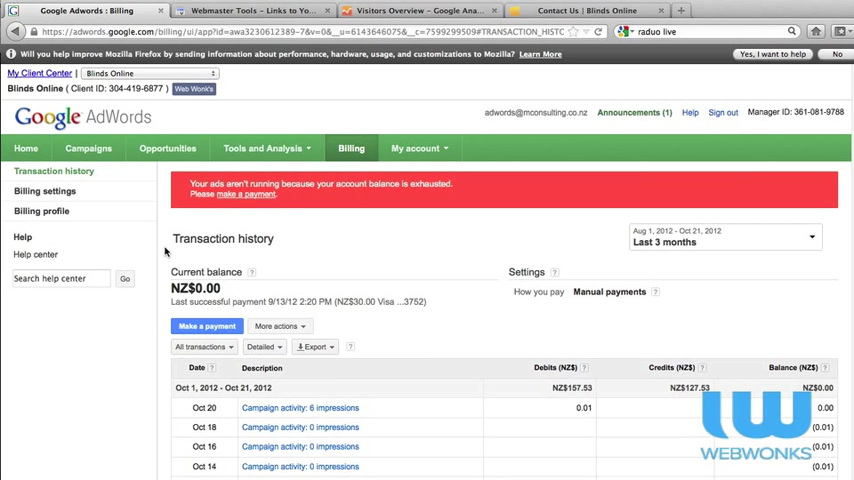 Google Adwords : Billing
Webmaster Tools – Links to Yo...
Visitors Overview – Google Ana...
Contact Us | Blinds Online
https://adwords.google.com/billing/ui/app?id=awa3230612389-7&v=0&__u=6143646075&__c=7599299509#TRANSACTION_HISTC
raduo live
Will you help improve Mozilla Firefox by sending information about performance, hardware, usage, and customizations to Mozilla? Learn More
Yes, I want to help
No
My Client Center
Blinds Online
Blinds Online ( Client ID: 304-419-6877 )
Web Wonk's
Google AdWords
adwords@mconsulting.co.nz
Announcements (1)
Help
Sign out
Manager ID: 361-081-9788
Home
Campaigns
Opportunities
Tools and Analysis
Billing
My account
Transaction history
Billing settings
Billing profile
Help
Help center
Search help center
Go
Your ads aren't running because your account balance is exhausted.
Please make a payment.
Transaction history
Aug 1, 2012 - Oct 21, 2012
Last 3 months
Current balance ?
NZ$0.00
Last successful payment 9/13/12 2:20 PM (NZ$30.00 Visa ...3752)
Settings ?
How you pay Manual payments ?
Make a payment
More actions
All transactions
Detailed
Export
?
Date ? Description Debits (NZ$) ? Credits (NZ$) ? Balance (NZ$) ?
Oct 1, 2012 - Oct 21, 2012 NZ$157.53 NZ$127.53 NZ$0.00
Oct 20 Campaign activity: 6 impressions 0.01 0.00
Oct 18 Campaign activity: 0 impressions (0.01)
Oct 16 Campaign activity: 0 impressions (0.01)
Oct 14 Campaign activity: 0 impressions (0.01)
WEBWONKS